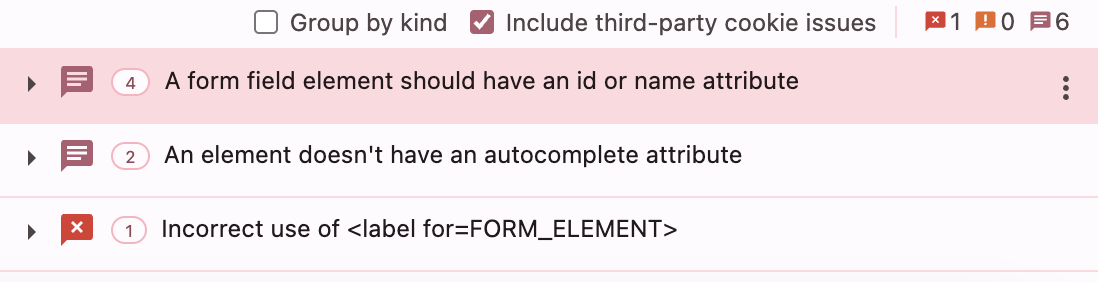 Group by kind Include third-party cookie issues 1 0 6
4 A form field element should have an id or name attribute
2 An element doesn't have an autocomplete attribute
1 Incorrect use of <label for=FORM_ELEMENT>